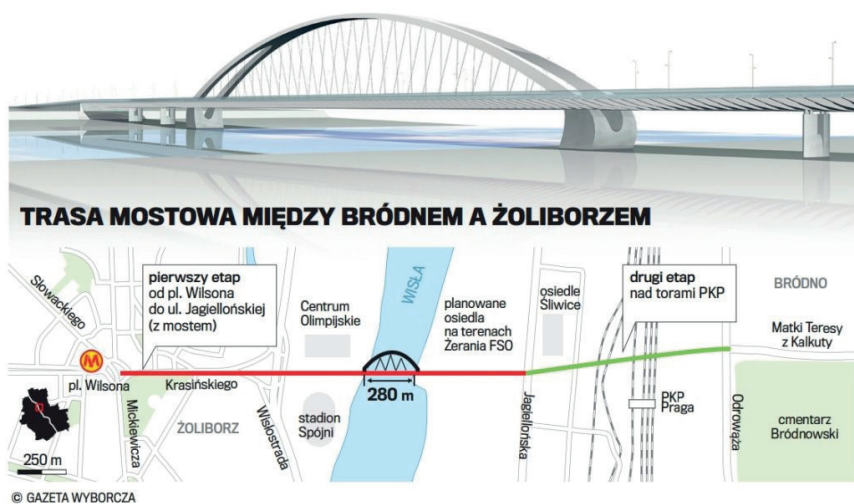 TRASA MOSTOWA MIĘDZY BRÓDNEM A ŻOLIBORZEM
Słowackiego
pierwszy etap
od pl. Wilsona
do ul. Jagiellońskiej
(z mostem)
Centrum
Olimpijskie
WISŁA
planowane
osiedla
na terenach
Żerania FSO
osiedle
Śliwice
drugi etap
nad torami PKP
BRÓDNO
Matki Teresy
z Kalkuty
M
pl. Wilsona
Krasińskiego
280 m
Mickiewicza
ŻOLIBORZ
Wisłostrada
stadion
Spójni
Jagiellońska
PKP
Praga
Odrowąża
cmentarz
Bródnowski
250 m
© GAZETA WYBORCZA